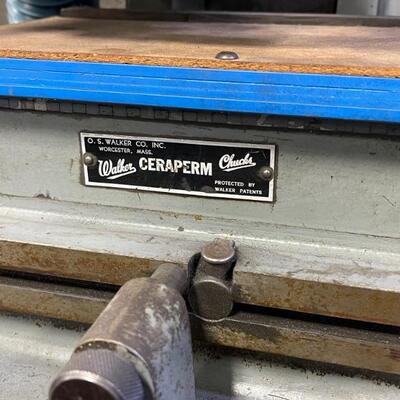 O. S. WALKER CO. INC.
WORCESTER, MASS.
Walker CERAPERM Chucks
PROTECTED BY
WALKER PATENTS